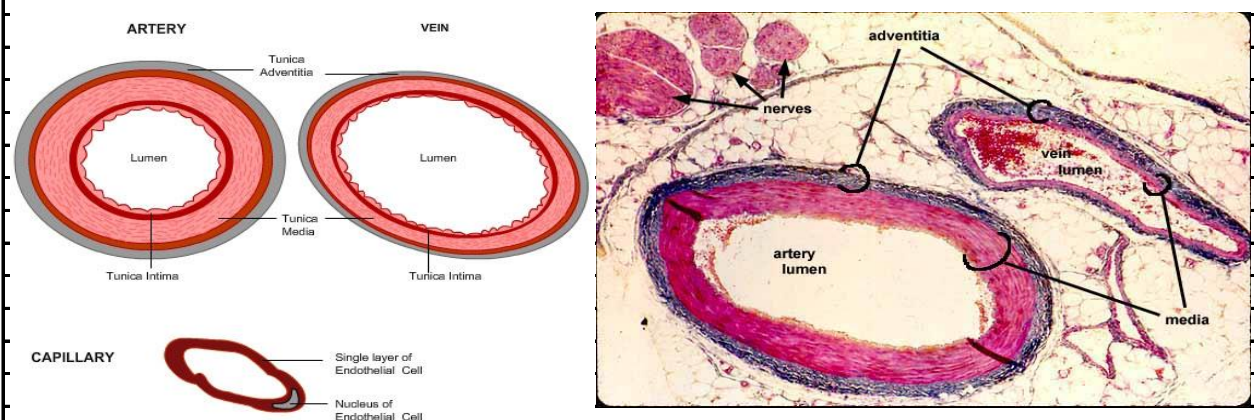 ARTERY
VEIN
Tunica
Adventitia
Lumen
Lumen
Tunica
Media
Tunica Intima
Tunica Intima
CAPILLARY
Single layer of
Endothelial Cell
Nucleus of
Endothelial Cell
adventitia
nerves
vein
lumen
artery
lumen
media